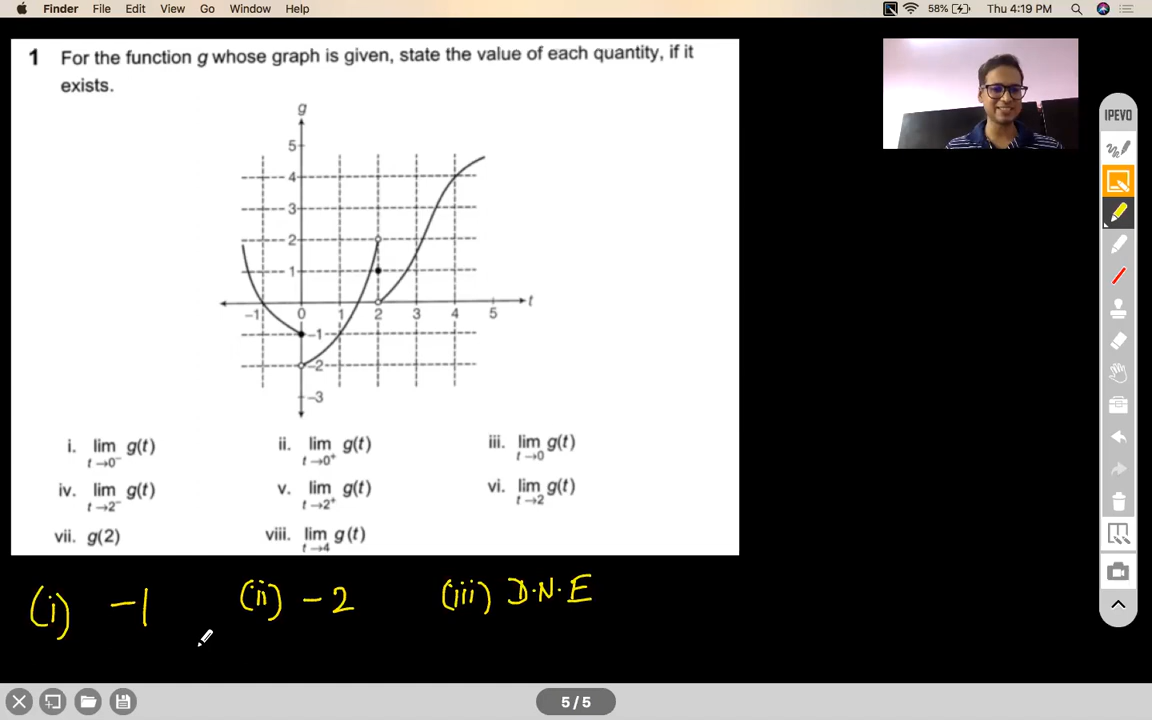 Finder File Edit View Go Window Help 58% Thu 4:19 PM
1 For the function g whose graph is given, state the value of each quantity, if it
exists.
g
5
4
3
2
1
-1 0 1 2 3 4 5 t
-1
-2
-3
i. lim g(t) ii. lim g(t) iii. lim g(t)
t→0⁻ t→0⁺ t→0
iv. lim g(t) v. lim g(t) vi. lim g(t)
t→2⁻ t→2⁺ t→2
vii. g(2) viii. lim g(t)
t→4
(i) -1 (ii) -2 (iii) D.N.E
IPEVO
5/5